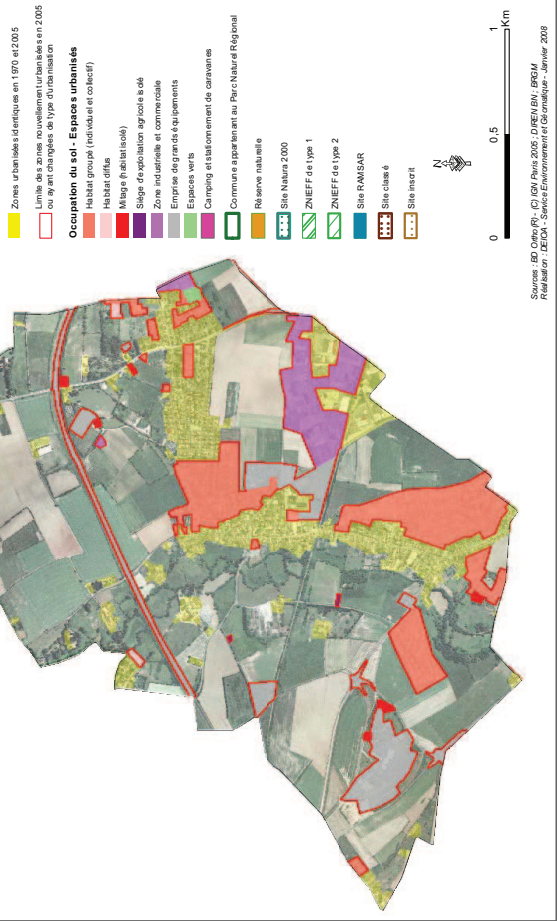 Zones urbanisées identiques en 1970 et 2005
Limite des zones nouvellement urbanisées en 2005
ou ayant changées de type d'urbanisation
Occupation du sol - Espaces urbanisés
Habitat groupé (individuel et collectif)
Habitat diffus
Mitage (habitat isolé)
Siège d'exploitation agricole isolé
Zone industrielle et commerciale
Emprise de grands équipements
Espaces verts
Camping et stationnement de caravanes
Commune appartenant au Parc Naturel Régional
Réserve naturelle
Site Natura 2000
ZNIEFF de type 1
ZNIEFF de type 2
Site RAMSAR
Site classé
Site inscrit
N
0 0.5 1
Km
Sources : BD Ortho(R) - (C) IGN Paris 2005 ; DIREN BN ; BRGM
Réalisation : DE/CA - Service Environnement et Géomatique - Janvier 2008